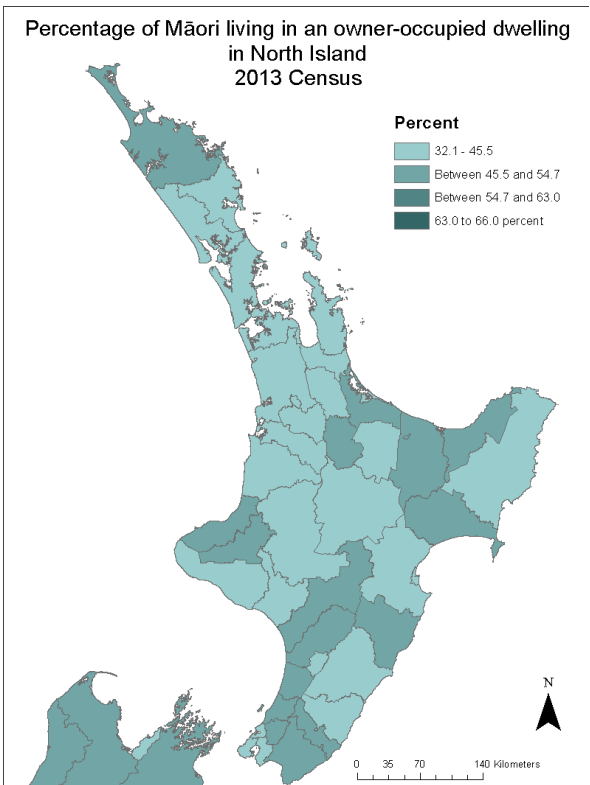 Percentage of Māori living in an owner-occupied dwelling
in North Island
2013 Census
Percent
32.1 - 45.5
Between 45.5 and 54.7
Between 54.7 and 63.0
63.0 to 66.0 percent
N
0 35 70 140 Kilometers